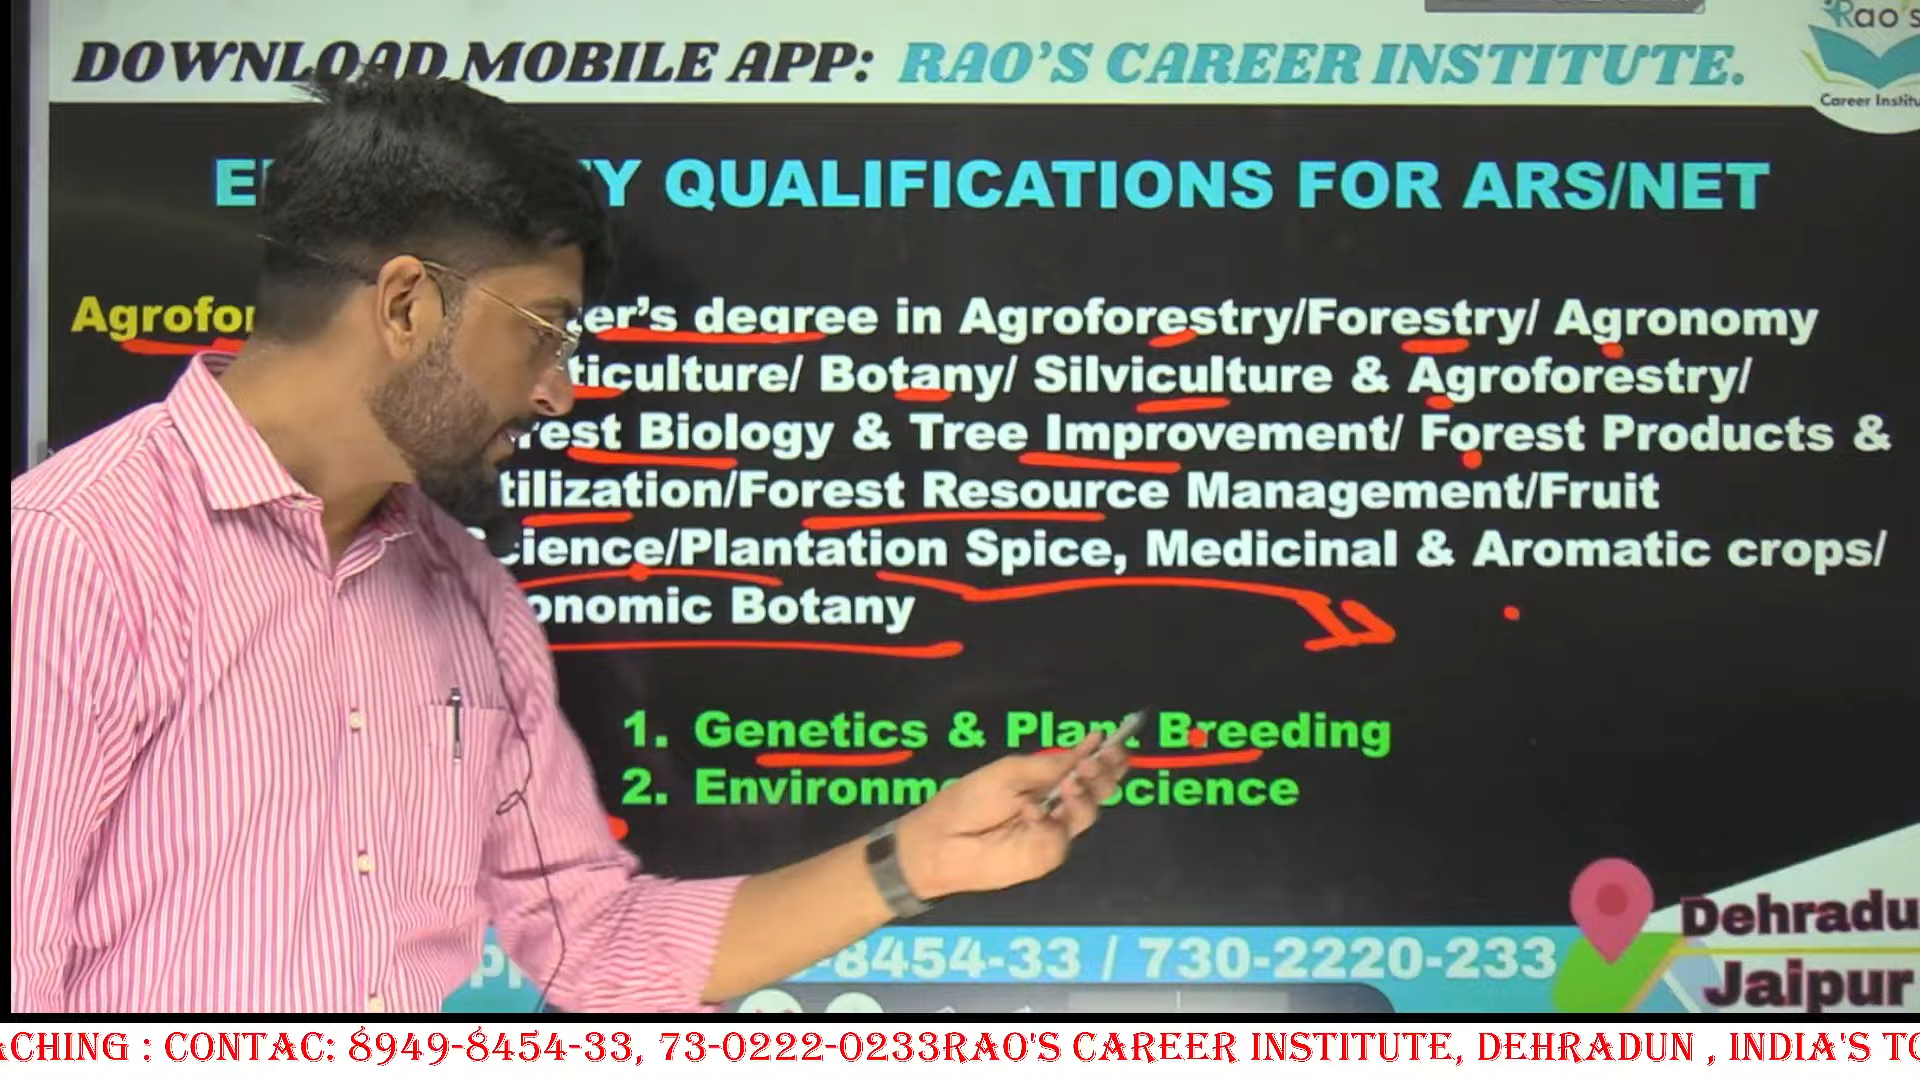 Rao's
DOWNLOAD MOBILE APP: RAO'S CAREER INSTITUTE.
Career Institu
QUALIFICATIONS FOR ARS/NET
Agrofor er's degree in Agroforestry/Forestry/ Agronomy
ticulture/ Botany/ Silviculture & Agroforestry/
rest Biology & Tree Improvement/ Forest Products &
tilization/Forest Resource Management/Fruit
Science/Plantation Spice, Medicinal & Aromatic crops/
onomic Botany
1. Genetics & Plant Breeding
2. Environm Science
-8454-33 / 730-2220-233
Dehradu
Jaipur
ACHING : CONTAC: 8949-8454-33, 73-0222-0233RAO'S CAREER INSTITUTE, DEHRADUN , INDIA'S TO